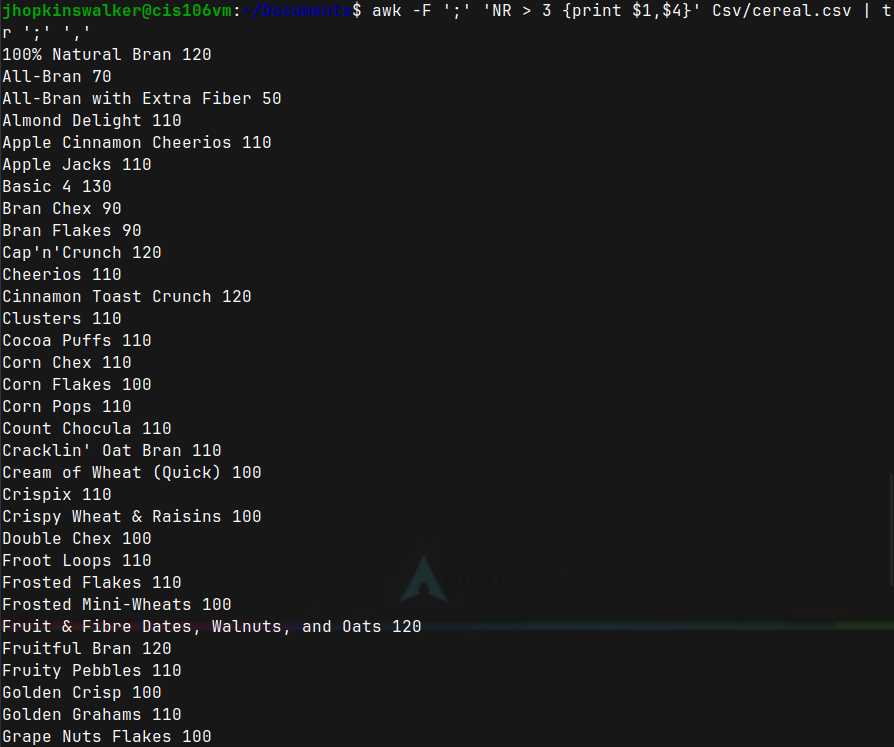 jhopkinswalker@cis106vm:~/Documents$ awk -F ';' 'NR > 3 {print $1,$4}' Csv/cereal.csv | t
r ';' ','
100% Natural Bran 120
All-Bran 70
All-Bran with Extra Fiber 50
Almond Delight 110
Apple Cinnamon Cheerios 110
Apple Jacks 110
Basic 4 130
Bran Chex 90
Bran Flakes 90
Cap'n'Crunch 120
Cheerios 110
Cinnamon Toast Crunch 120
Clusters 110
Cocoa Puffs 110
Corn Chex 110
Corn Flakes 100
Corn Pops 110
Count Chocula 110
Cracklin' Oat Bran 110
Cream of Wheat (Quick) 100
Crispix 110
Crispy Wheat & Raisins 100
Double Chex 100
Froot Loops 110
Frosted Flakes 110
Frosted Mini-Wheats 100
Fruit & Fibre Dates, Walnuts, and Oats 120
Fruitful Bran 120
Fruity Pebbles 110
Golden Crisp 100
Golden Grahams 110
Grape Nuts Flakes 100